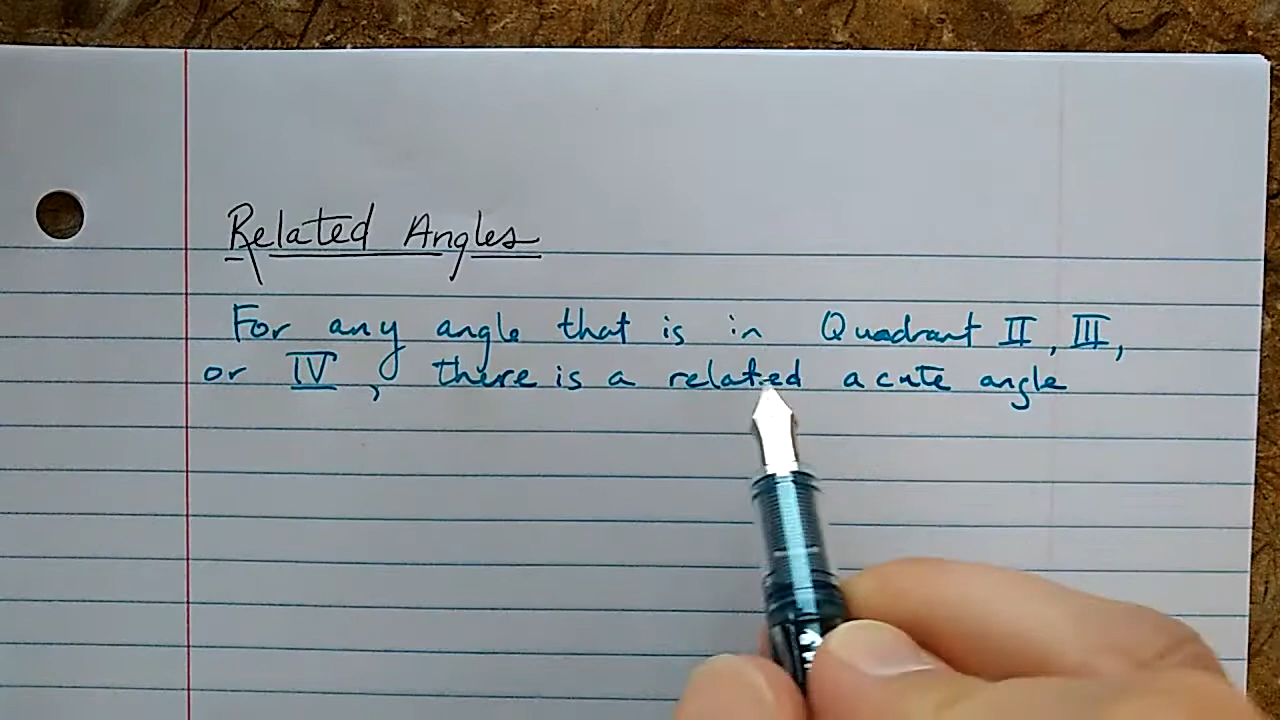 Related Angles
For any angle that is in Quadrant II, III,
or IV, there is a related acute angle